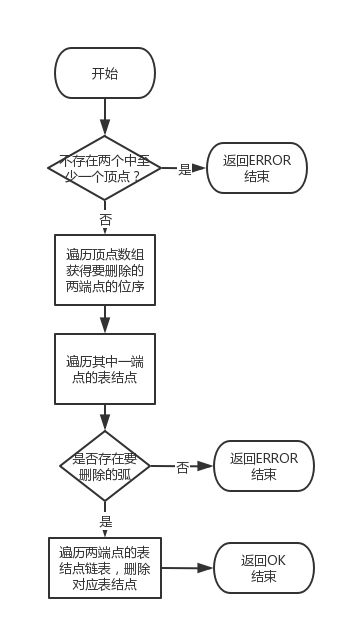 开始
不存在两个中至
少一个顶点？
是
返回ERROR
结束
否
遍历顶点数组
获得要删除的
两端点的位序
遍历其中一端
点的表结点
是否存在要
删除的弧
否
返回ERROR
结束
是
遍历两端点的表
结点链表，删除
对应表结点
返回OK
结束